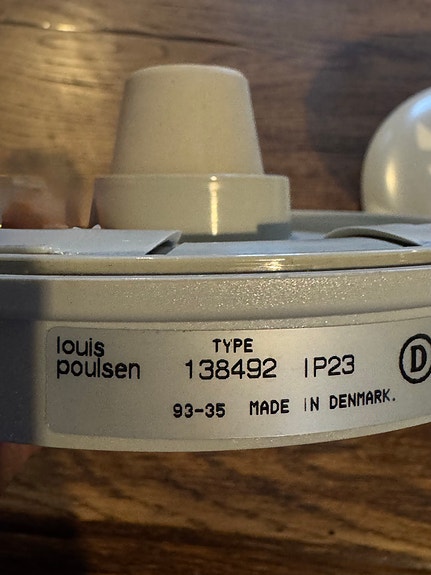 louis
poulsen
TYPE
138492 IP23
93-35 MADE IN DENMARK.
D